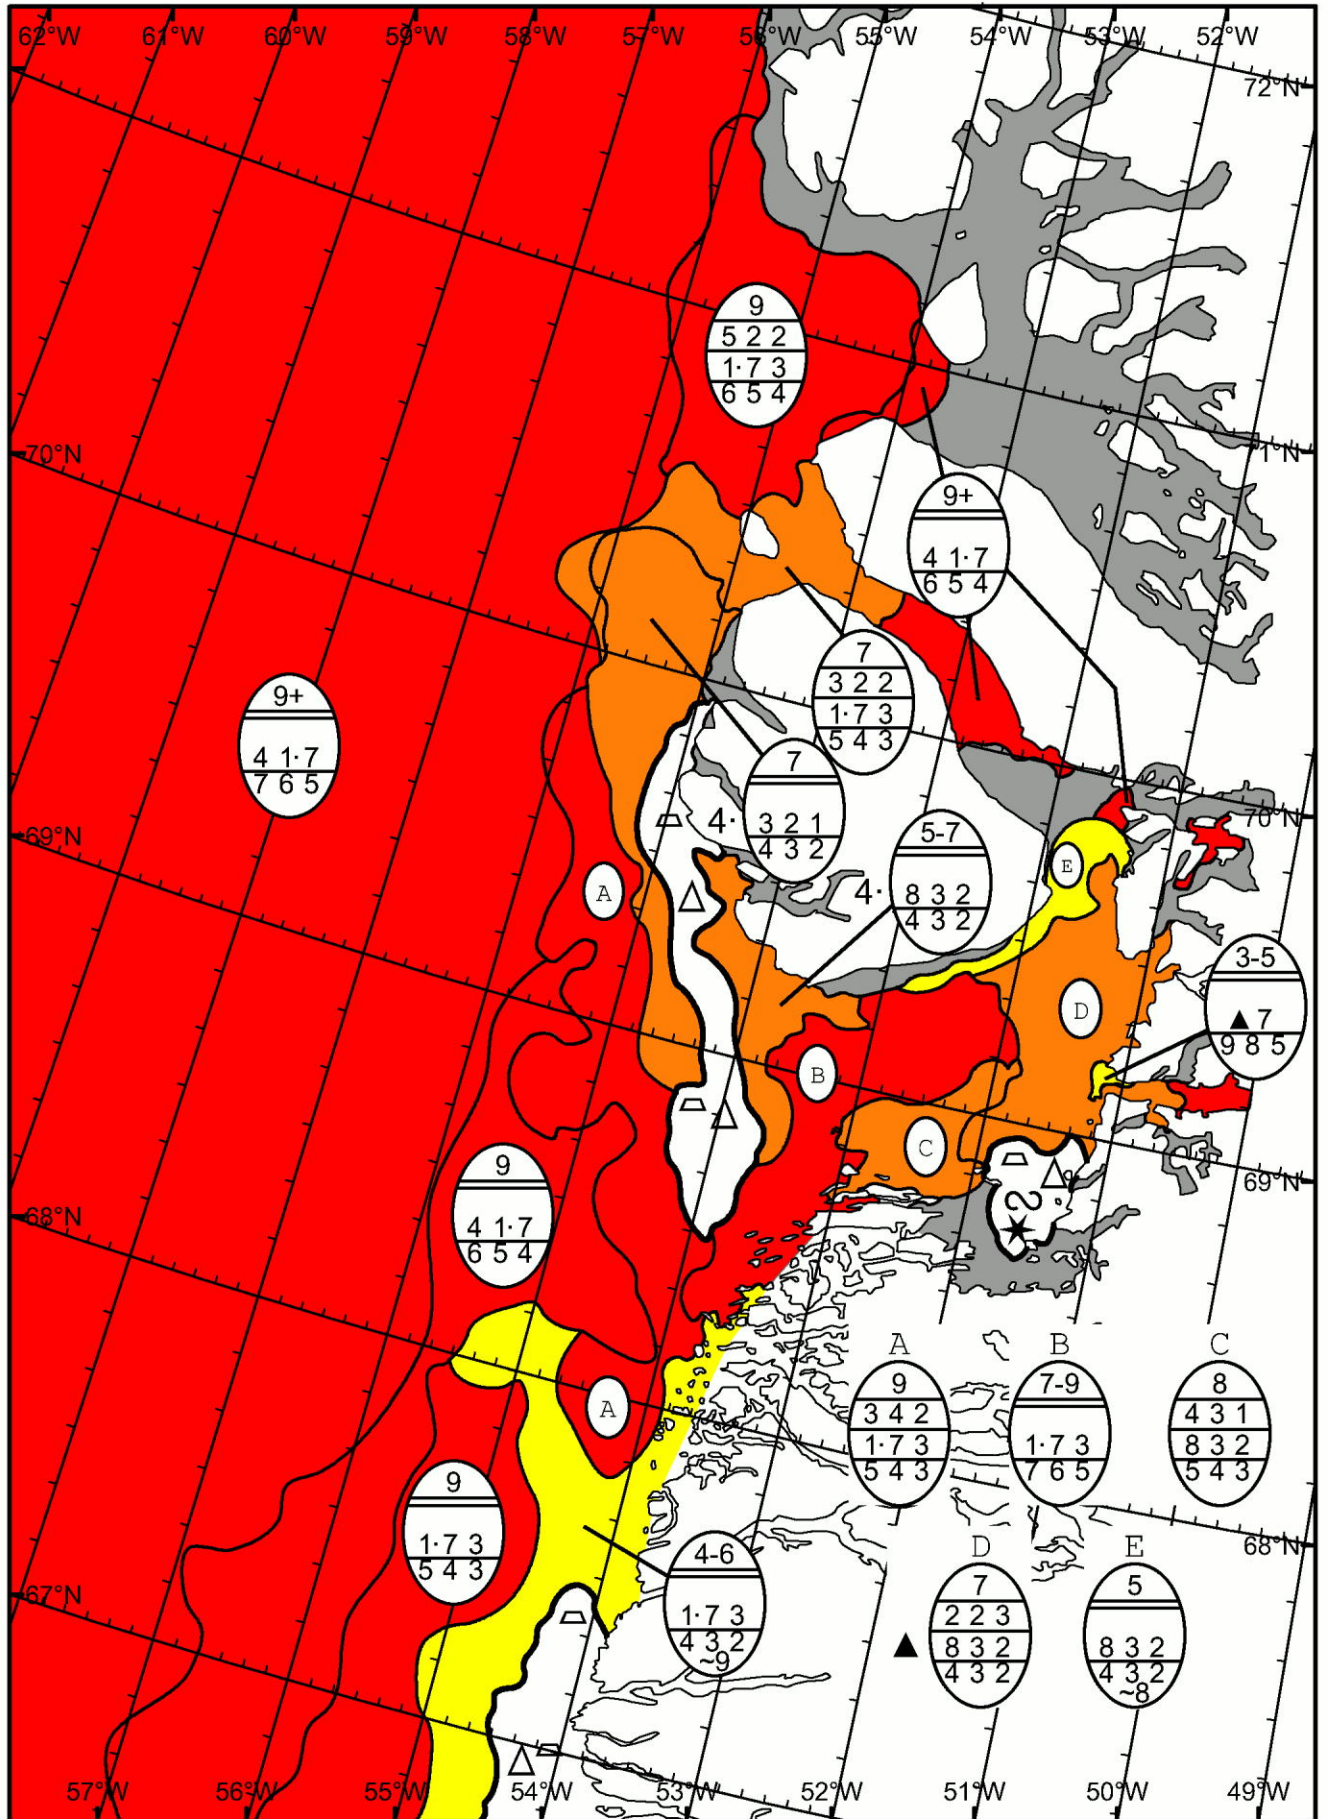 62°W 61°W 60°W 59°W 58°W 57°W 56°W 55°W 54°W 53°W 52°W
72°N
9
5 2 2
1·7 3
6 5 4
70°N
1°N
9+
4 1·7
6 5 4
7
3 2 2
1·7 3
5 4 3
9+
4 1·7
7 6 5
7
4· 3 2 1
4 3 2
5-7
4· 8 3 2
4 3 2
70°N
69°N
E
A
3-5
▲ 7
9 8 5
D
B
C
9
4 1·7
6 5 4
69°N
68°N
A B C
9
3 4 2
1·7 3
5 4 3
7-9
1·7 3
7 6 5
8
4 3 1
8 3 2
5 4 3
A
9
1·7 3
5 4 3
68°N
4-6
1·7 3
4 3 2
~9
D E
7
2 2 3
▲ 8 3 2
4 3 2
5
8 3 2
4 3 2
~8
67°N
57°W 56°W 55°W 54°W 53°W 52°W 51°W 50°W 49°W